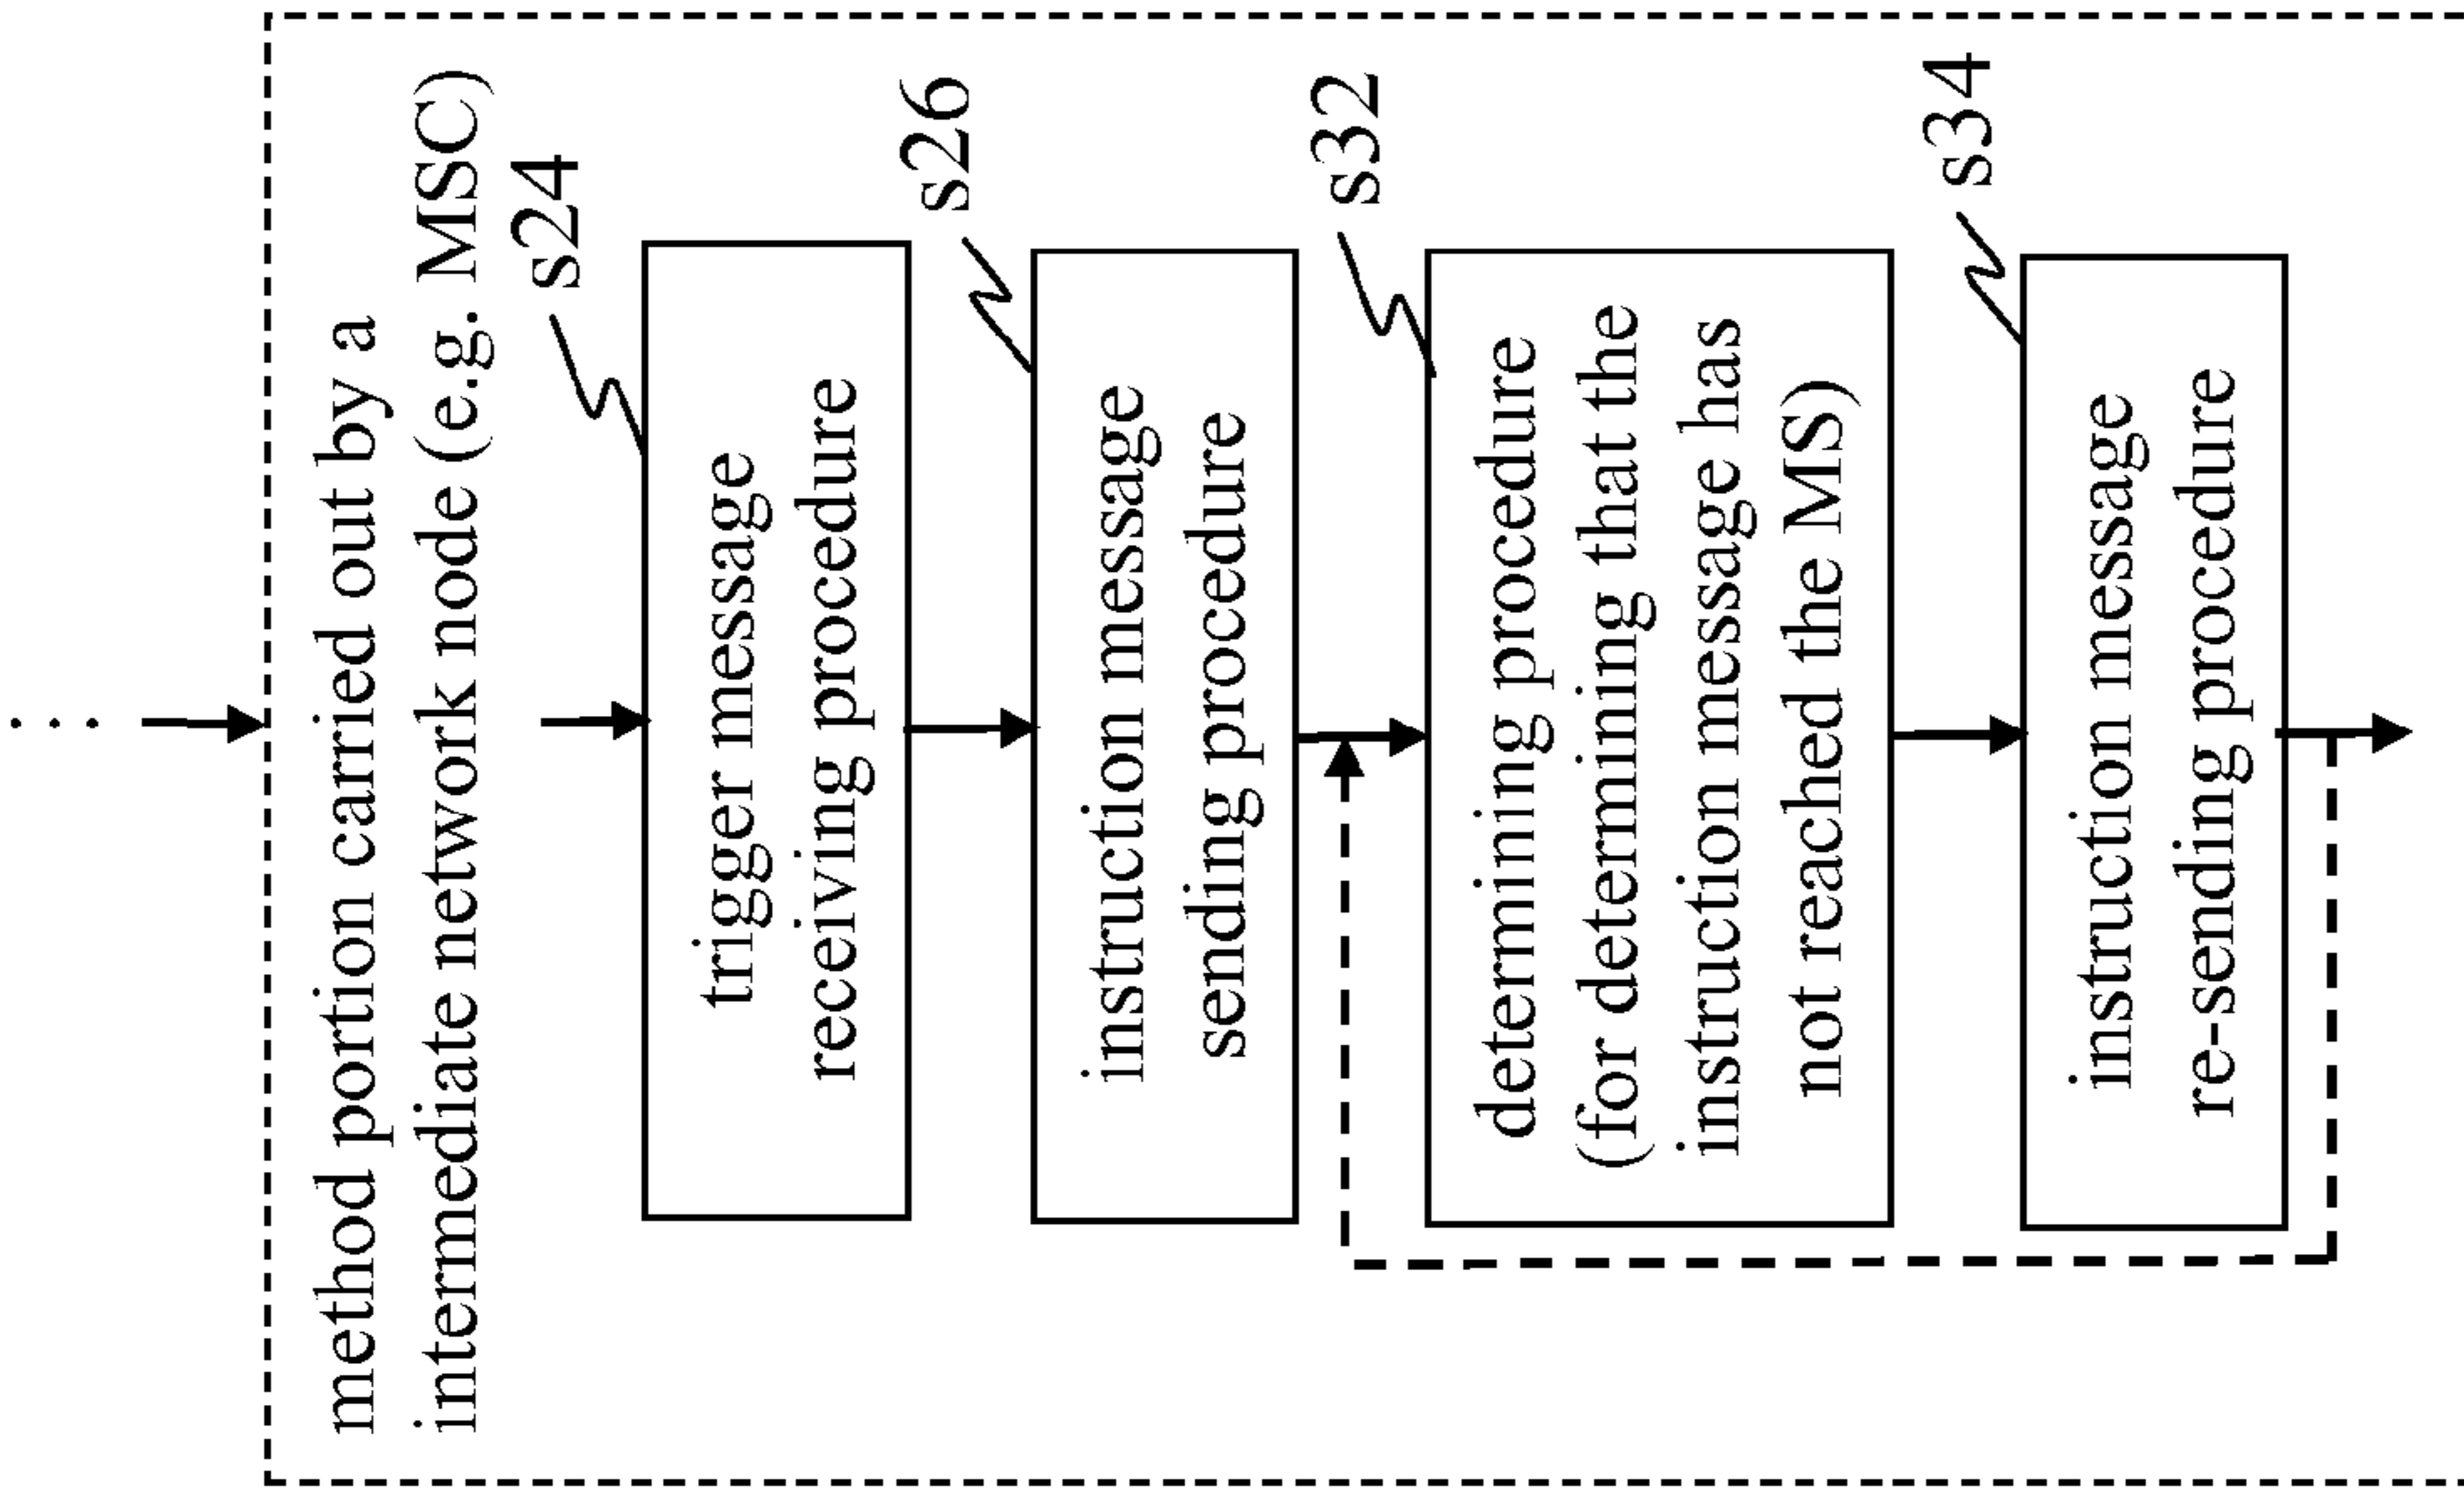 ...
method portion carried out by a
intermediate network node (e.g. MSC)
s24
trigger message
receiving procedure
s26
instruction message
sending procedure
s32
determining procedure
(for determining that the
instruction message has
not reached the MS)
s34
instruction message
re-sending procedure